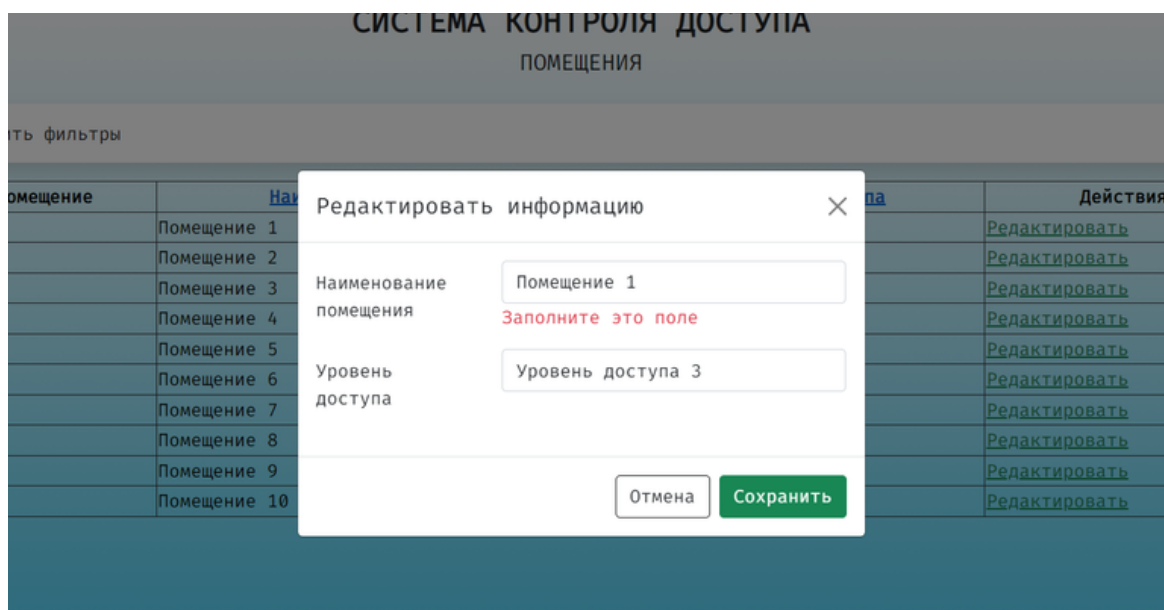 СИСТЕМА КОНТРОЛЯ ДОСТУПА
ПОМЕЩЕНИЯ
фильтры
Действия
Помещение 1 Редактировать
Помещение 2 Редактировать
Помещение 3 Редактировать
Помещение 4 Редактировать
Помещение 5 Редактировать
Помещение 6 Редактировать
Помещение 7 Редактировать
Помещение 8 Редактировать
Помещение 9 Редактировать
Помещение 10 Редактировать
Редактировать информацию
Наименование
помещения
Помещение 1
Заполните это поле
Уровень
доступа
Уровень доступа 3
Отмена Сохранить